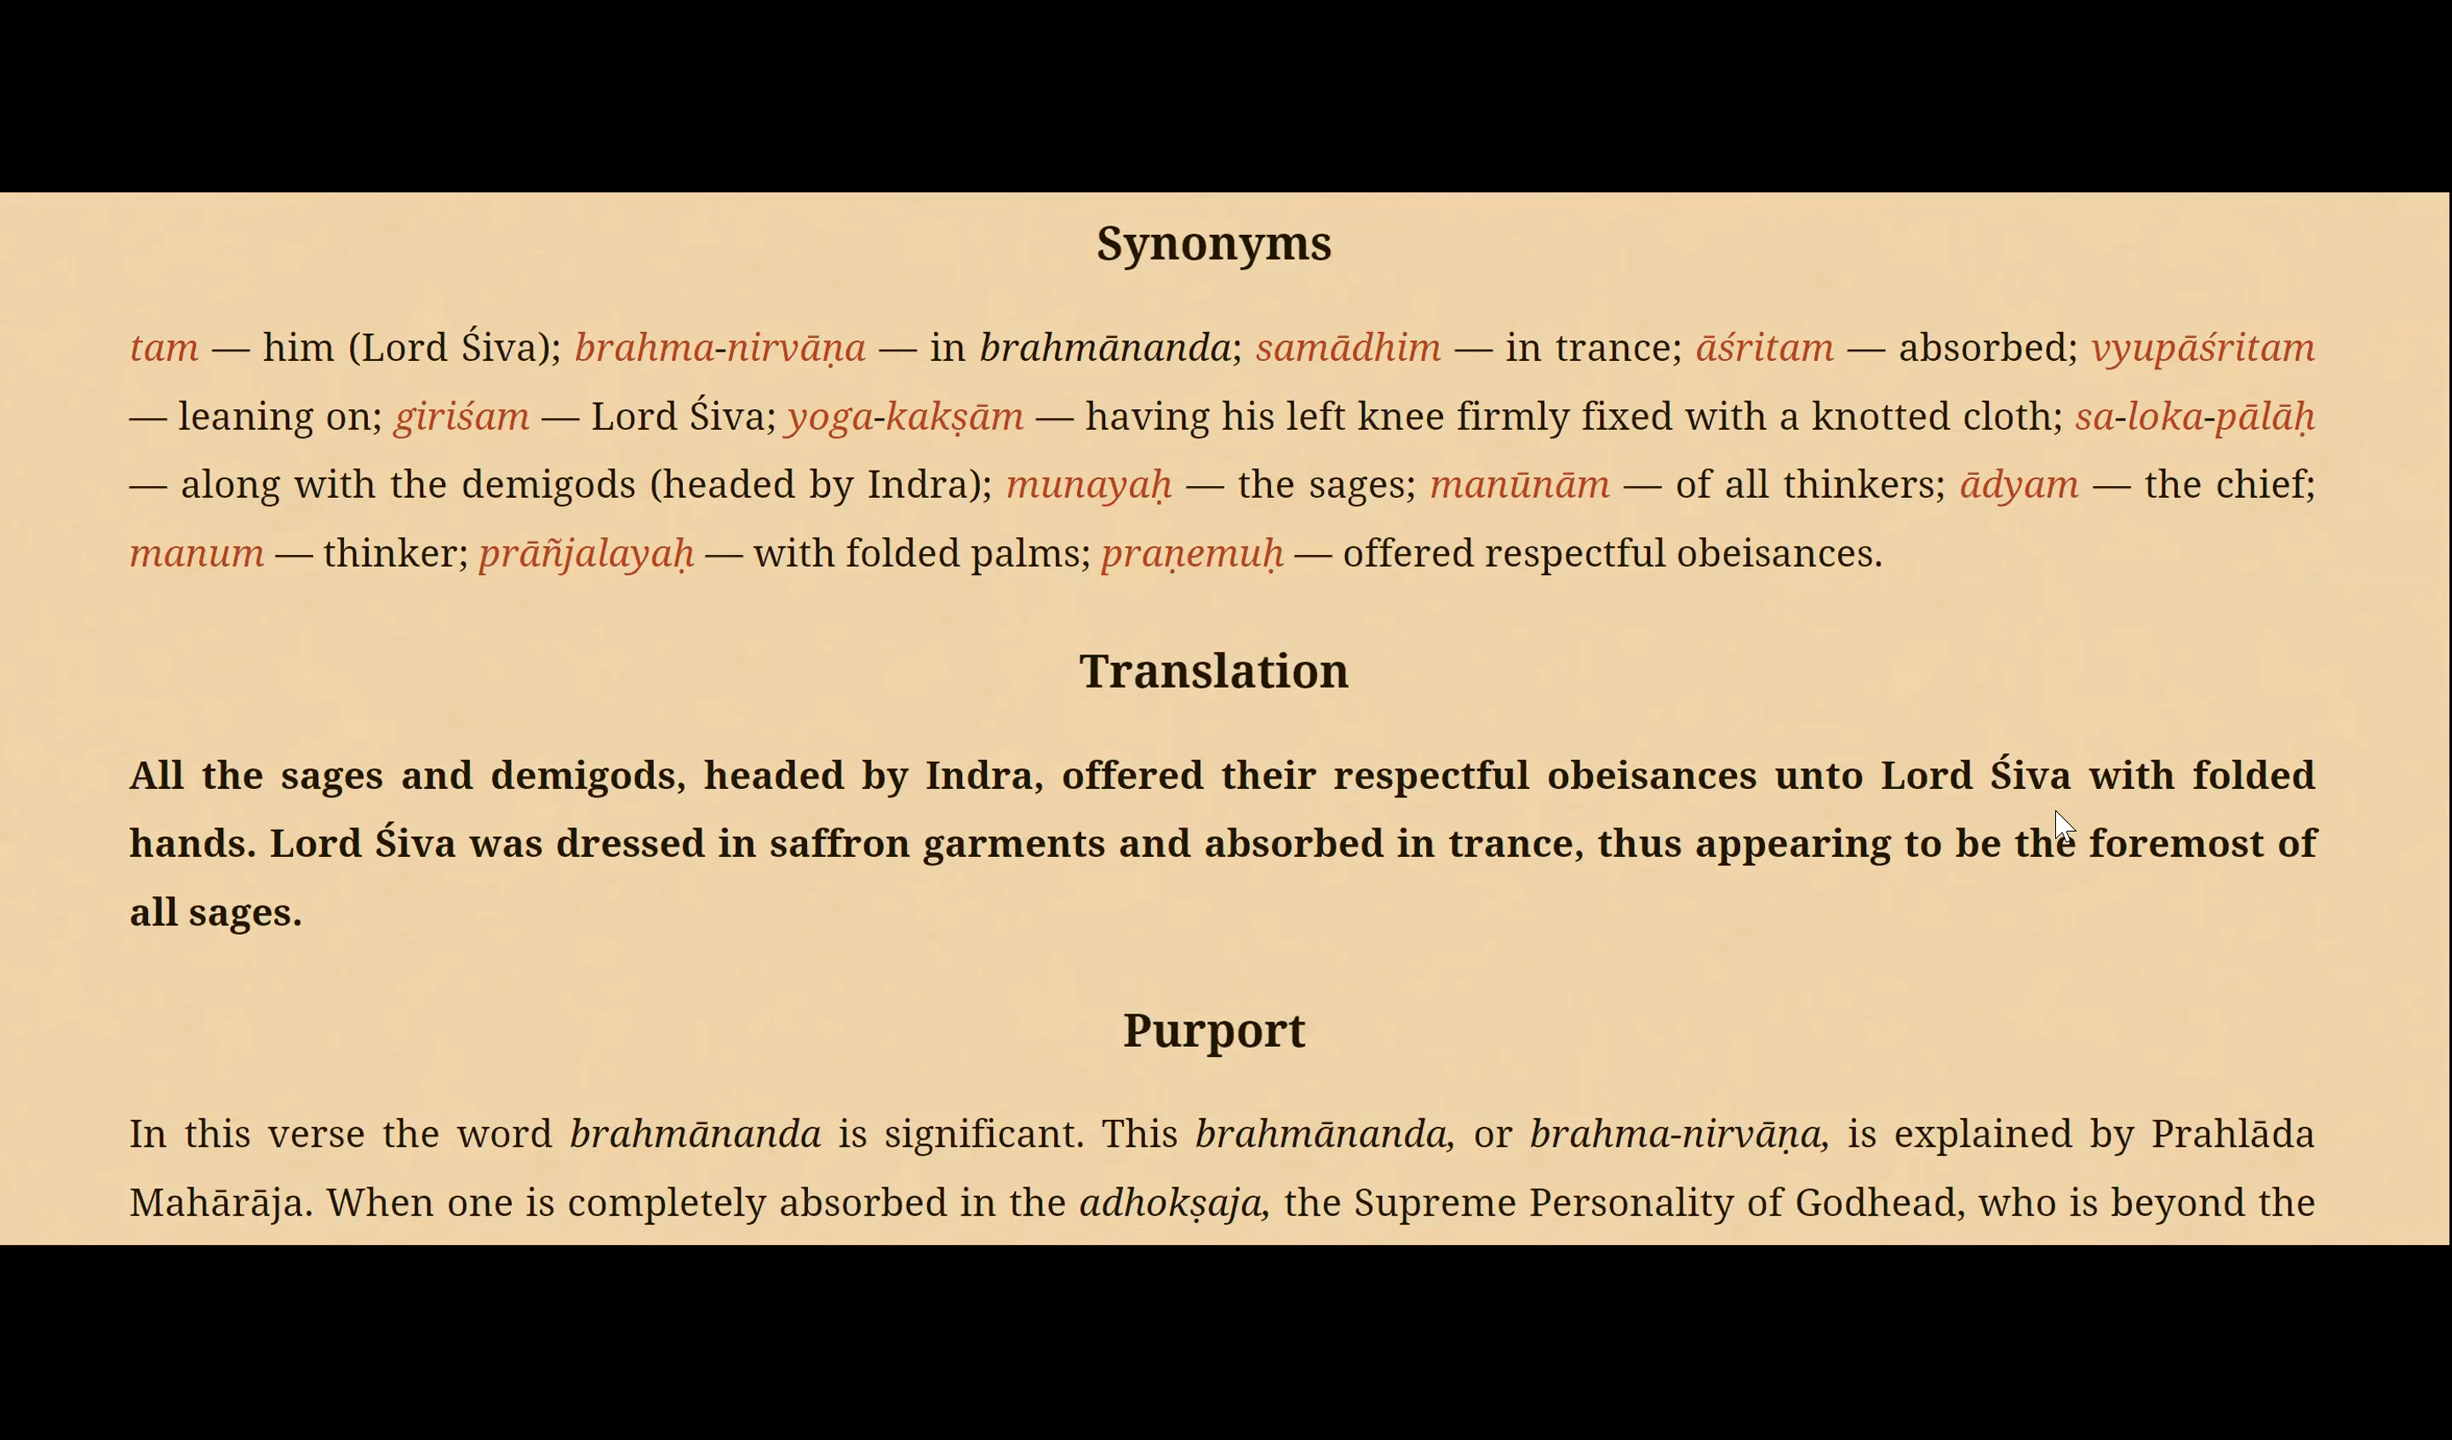 Synonyms
tam — him (Lord Śiva); brahma-nirvāṇa — in brahmānanda; samādhim — in trance; āśritam — absorbed; vyupāśritam
— leaning on; giriśam — Lord Śiva; yoga-kakṣām — having his left knee firmly fixed with a knotted cloth; sa-loka-pālāḥ
— along with the demigods (headed by Indra); munayaḥ — the sages; manūnām — of all thinkers; ādyam — the chief;
manum — thinker; prāñjalayaḥ — with folded palms; praṇemuḥ — offered respectful obeisances.
Translation
All the sages and demigods, headed by Indra, offered their respectful obeisances unto Lord Śiva with folded
hands. Lord Śiva was dressed in saffron garments and absorbed in trance, thus appearing to be the foremost of
all sages.
Purport
In this verse the word brahmānanda is significant. This brahmānanda, or brahma-nirvāṇa, is explained by Prahlāda
Mahārāja. When one is completely absorbed in the adhokṣaja, the Supreme Personality of Godhead, who is beyond the